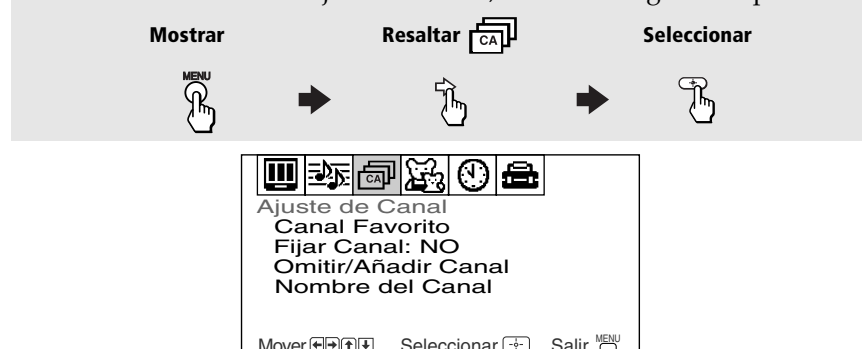 Mostrar Resaltar CA Seleccionar
MENU
CA
Ajuste de Canal
Canal Favorito
Fijar Canal: NO
Omitir/Añadir Canal
Nombre del Canal
Mover Seleccionar Salir MENU